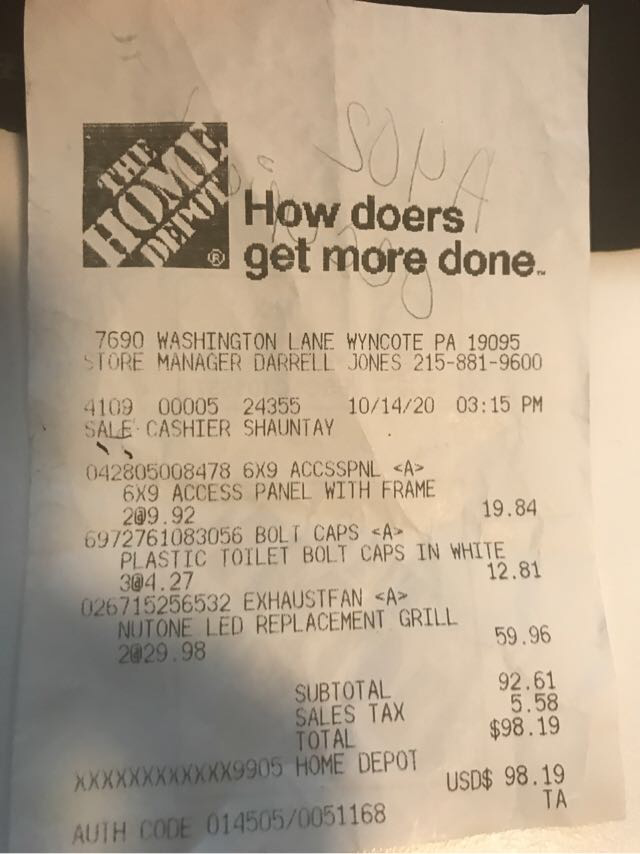 SOPA
THE
HOME
DEPOT®
How doers
get more done.™
7690 WASHINGTON LANE WYNCOTE PA 19095
STORE MANAGER DARRELL JONES 215-881-9600
4109 00005 24355 10/14/20 03:15 PM
SALE CASHIER SHAUNTAY
042805008478 6X9 ACCSSPNL <A>
6X9 ACCESS PANEL WITH FRAME
2@9.92 19.84
6972761083056 BOLT CAPS <A>
PLASTIC TOILET BOLT CAPS IN WHITE
3@4.27 12.81
026715256532 EXHAUSTFAN <A>
NUTONE LED REPLACEMENT GRILL
2@29.98 59.96
SUBTOTAL 92.61
SALES TAX 5.58
TOTAL $98.19
XXXXXXXXXXXX9905 HOME DEPOT
USD$ 98.19
AUTH CODE 014505/0051168 TA